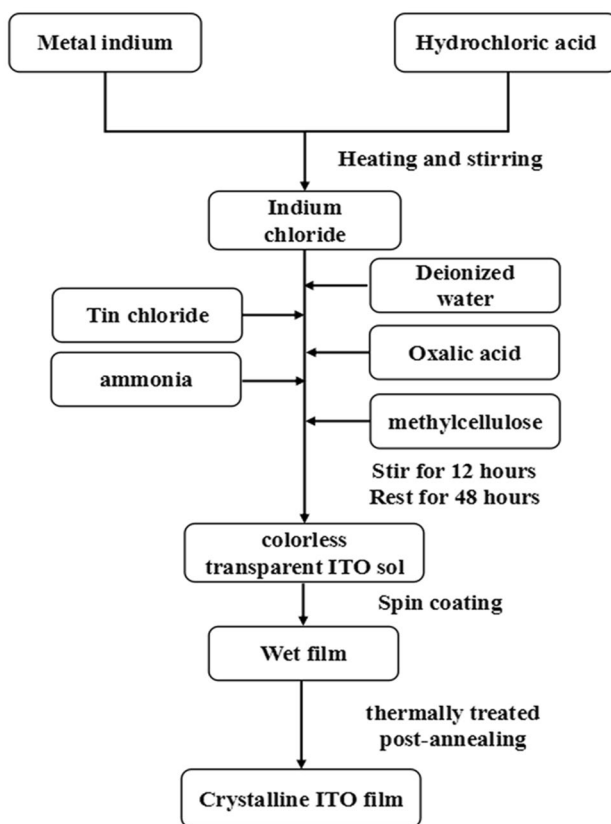 Metal indium
Hydrochloric acid
Heating and stirring
Indium
chloride
Deionized
water
Tin chloride
Oxalic acid
ammonia
methylcellulose
Stir for 12 hours
Rest for 48 hours
colorless
transparent ITO sol
Spin coating
Wet film
thermally treated
post-annealing
Crystalline ITO film